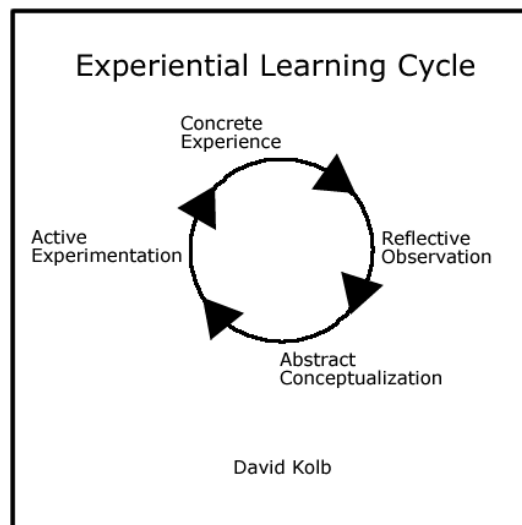 Experiential Learning Cycle
Concrete
Experience
Reflective
Observation
Abstract
Conceptualization
Active
Experimentation
David Kolb